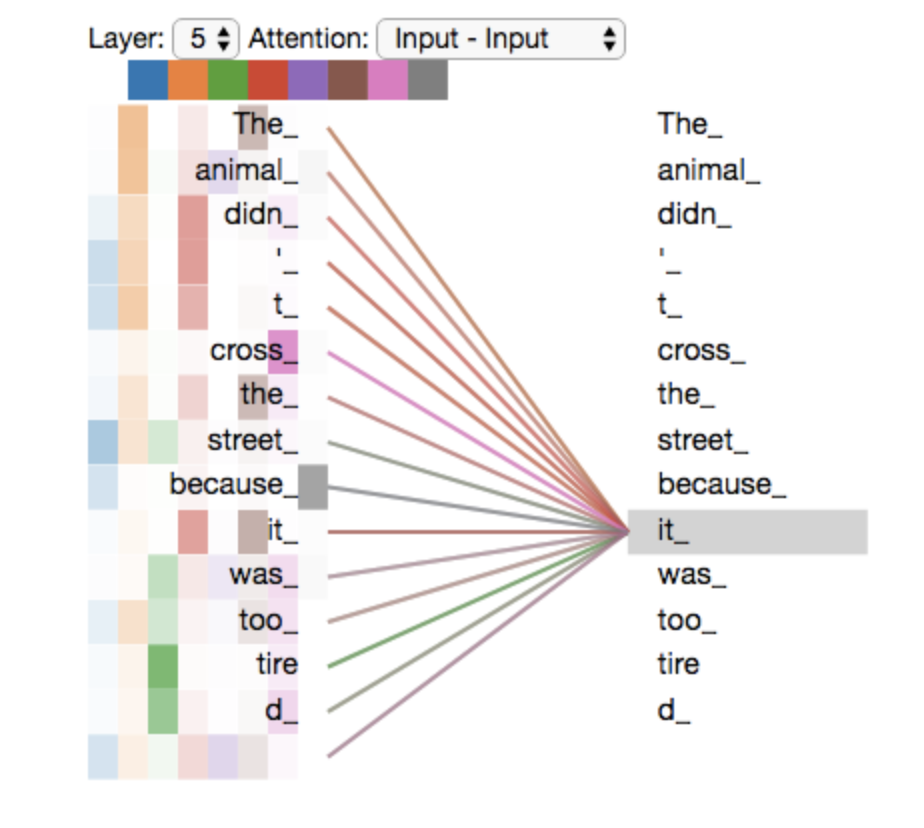 Layer: 5 Attention: Input - Input
The_ The_
animal_ animal_
didn_ didn_
'_ '_
t_ t_
cross_ cross_
the_ the_
street_ street_
because_ because_
it_ it_
was_ was_
too_ too_
tire tire
d_ d_